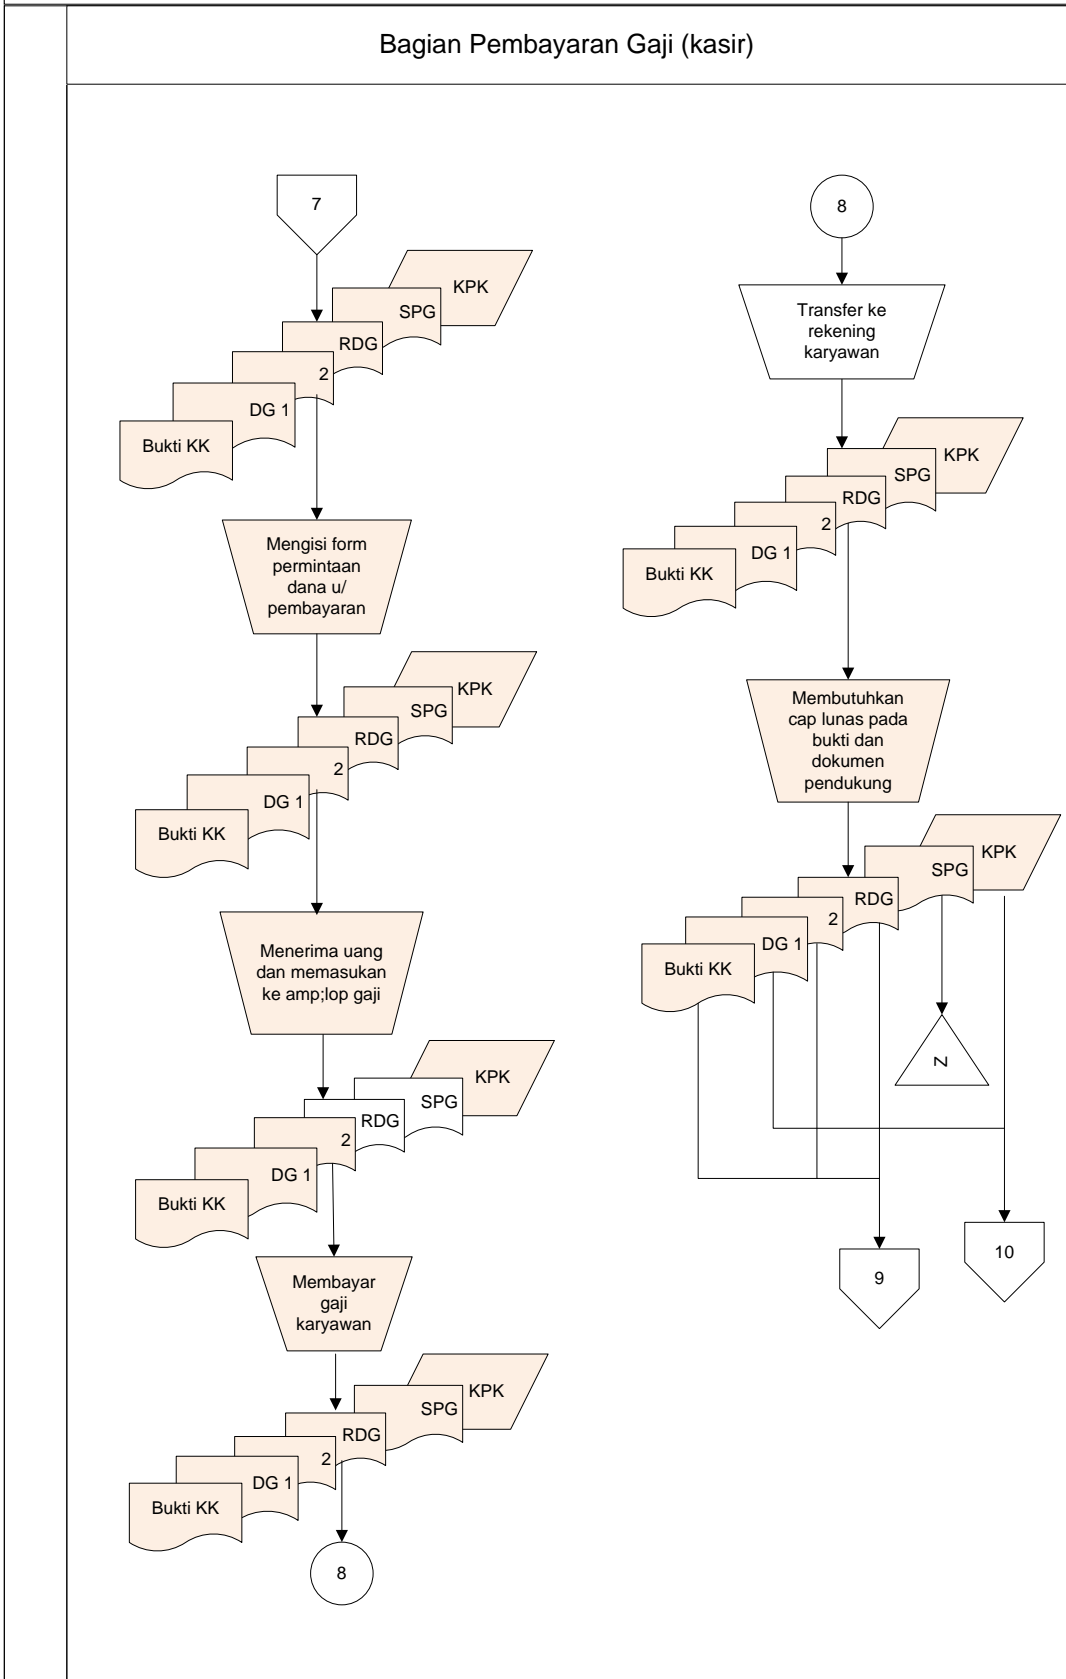 Bagian Pembayaran Gaji (kasir)
7
KPK
SPG
RDG
2
DG 1
Bukti KK
Mengisi form
permintaan
dana u/
pembayaran
KPK
SPG
RDG
2
DG 1
Bukti KK
Menerima uang
dan memasukan
ke amp;lop gaji
KPK
SPG
RDG
2
DG 1
Bukti KK
Membayar
gaji
karyawan
KPK
SPG
RDG
2
DG 1
Bukti KK
8
8
Transfer ke
rekening
karyawan
KPK
SPG
RDG
2
DG 1
Bukti KK
Membutuhkan
cap lunas pada
bukti dan
dokumen
pendukung
KPK
SPG
RDG
2
DG 1
Bukti KK
Z
10
9